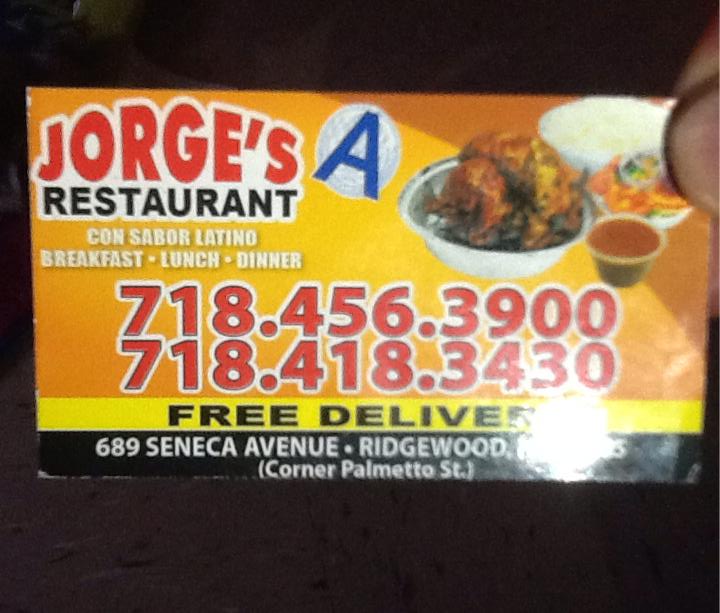 JORGE'S A
RESTAURANT
CON SABOR LATINO
BREAKFAST • LUNCH • DINNER
718.456.3900
718.418.3430
FREE
689 SENECA AVENUE • RIDGEWOOD,
(Corner Palmetto St.)